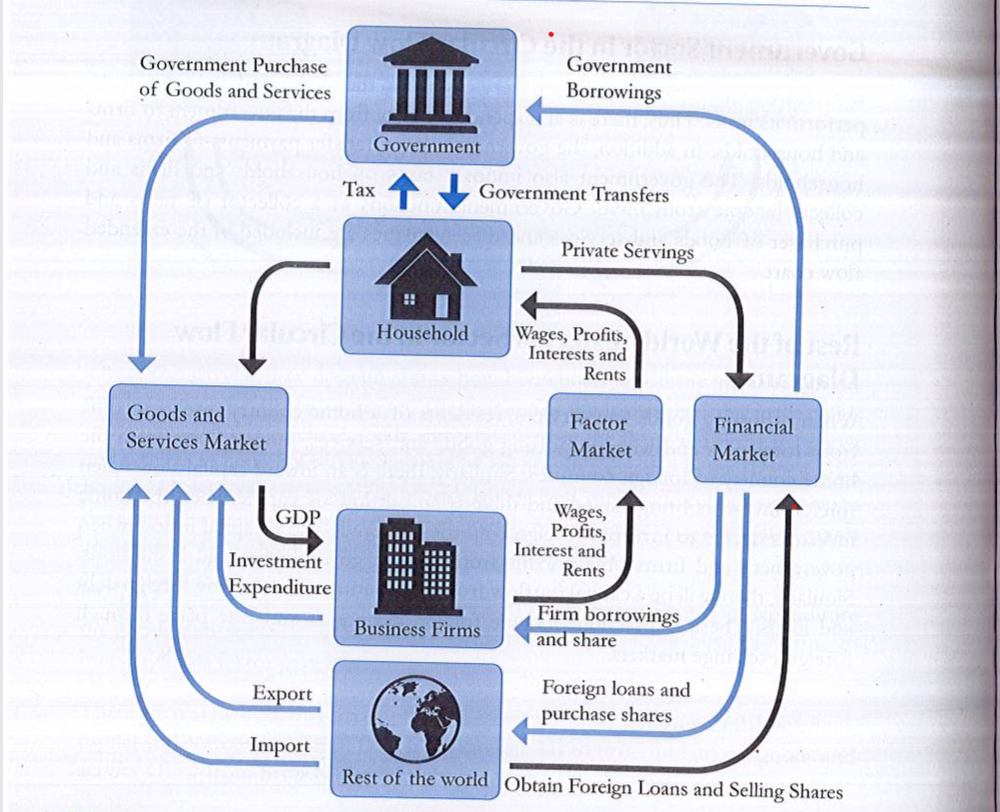 Government Purchase
of Goods and Services
Government
Borrowings
Government
Tax
Government Transfers
Private Servings
Household
Wages, Profits,
Interests and
Rents
Goods and
Services Market
Factor
Market
Financial
Market
GDP
Investment
Expenditure
Wages,
Profits,
Interest and
Rents
Business Firms
Firm borrowings
and share
Export
Foreign loans and
purchase shares
Import
Rest of the world
Obtain Foreign Loans and Selling Shares